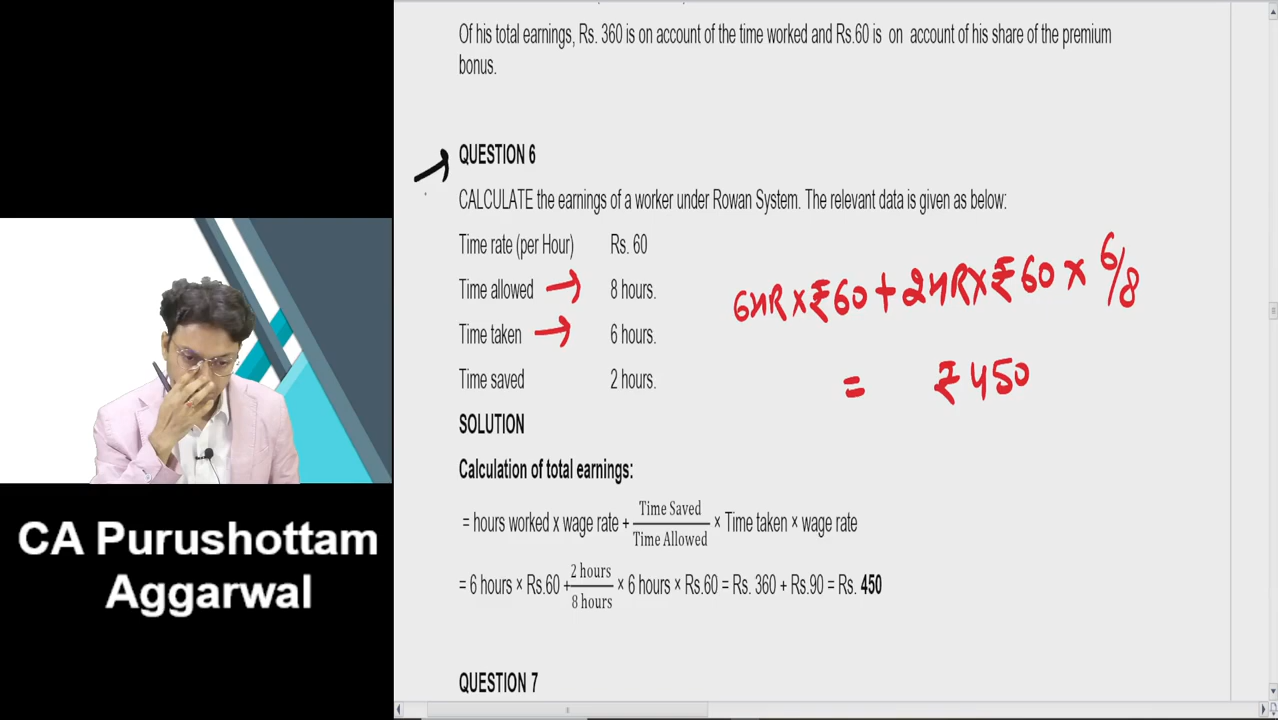 Of his total earnings, Rs. 360 is on account of the time worked and Rs.60 is on account of his share of the premium
bonus.
QUESTION 6
CALCULATE the earnings of a worker under Rowan System. The relevant data is given as below:
Time rate (per Hour) Rs. 60
Time allowed → 8 hours.
Time taken → 6 hours.
Time saved 2 hours.
6HR x ₹60 + 2HR x ₹60 x 6/8
= ₹450
SOLUTION
Calculation of total earnings:
= hours worked x wage rate + Time Saved/Time Allowed × Time taken × wage rate
= 6 hours × Rs.60 + 2 hours/8 hours × 6 hours × Rs.60 = Rs. 360 + Rs.90 = Rs. 450
QUESTION 7
CA Purushottam
Aggarwal